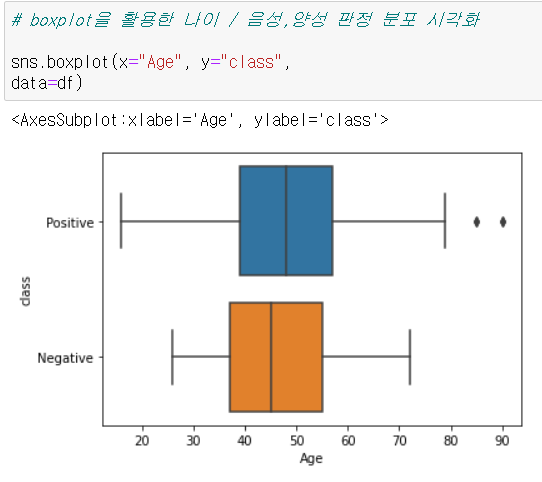 # boxplot을 활용한 나이 / 음성,양성 판정 분포 시각화
sns.boxplot(x="Age", y="class",
data=df)
<AxesSubplot:xlabel='Age', ylabel='class'>
Positive
class
Negative
20 30 40 50 60 70 80 90
Age